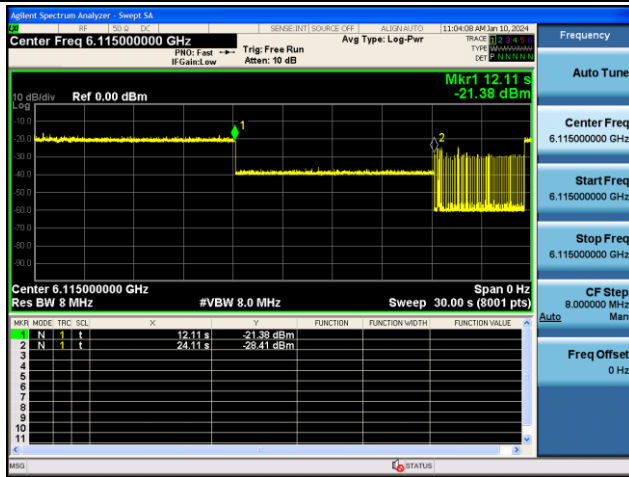 Agilent Spectrum Analyzer - Swept SA
RF 50 Ω DC SENSE:INT SOURCE OFF ALIGNAUTO 11:04:08 AM Jan 10, 2024
Center Freq 6.115000000 GHz
PNO: Fast
IFGain:Low
Trig: Free Run
Atten: 10 dB
Avg Type: Log-Pwr
TRACE 1 2 3 4 5 6
TYPE
DET P N N N N N
Mkr1 12.11 s
-21.38 dBm
10 dB/div Ref 0.00 dBm
Log
-10.0
-20.0
-30.0
-40.0
-50.0
-60.0
-70.0
-80.0
-90.0
1
2
Center 6.115000000 GHz Span 0 Hz
Res BW 8 MHz #VBW 8.0 MHz Sweep 30.00 s (8001 pts)
MKR MODE TRC SCL X Y FUNCTION FUNCTION WIDTH FUNCTION VALUE
1 N 1 t 12.11 s -21.38 dBm
2 N 1 t 24.11 s -28.41 dBm
3
4
5
6
7
8
9
10
11
MSG STATUS
Frequency
Auto Tune
Center Freq
6.115000000 GHz
Start Freq
6.115000000 GHz
Stop Freq
6.115000000 GHz
CF Step
8.000000 MHz
Auto Man
Freq Offset
0 Hz